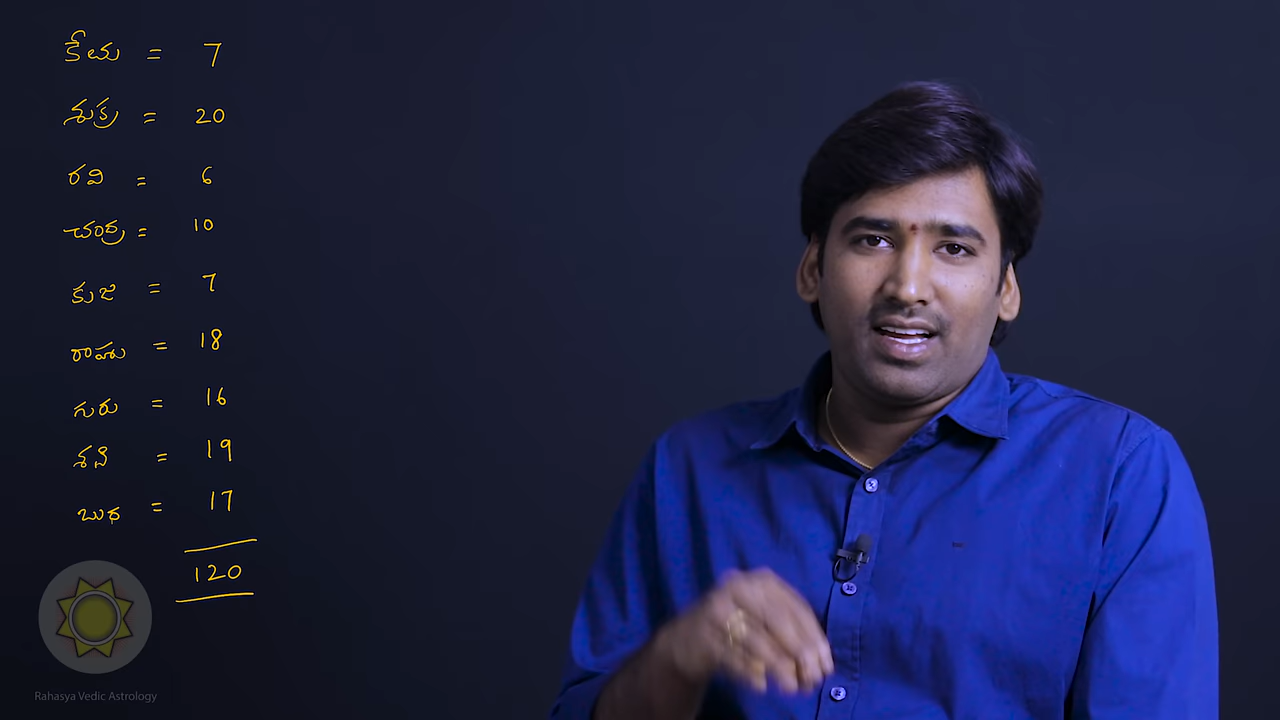 కేతు = 7
శుక్ర = 20
రవి = 6
చంద్ర = 10
కుజ = 7
రాహు = 18
గురు = 16
శని = 19
బుధ = 17
120
Rahasya Vedic Astrology